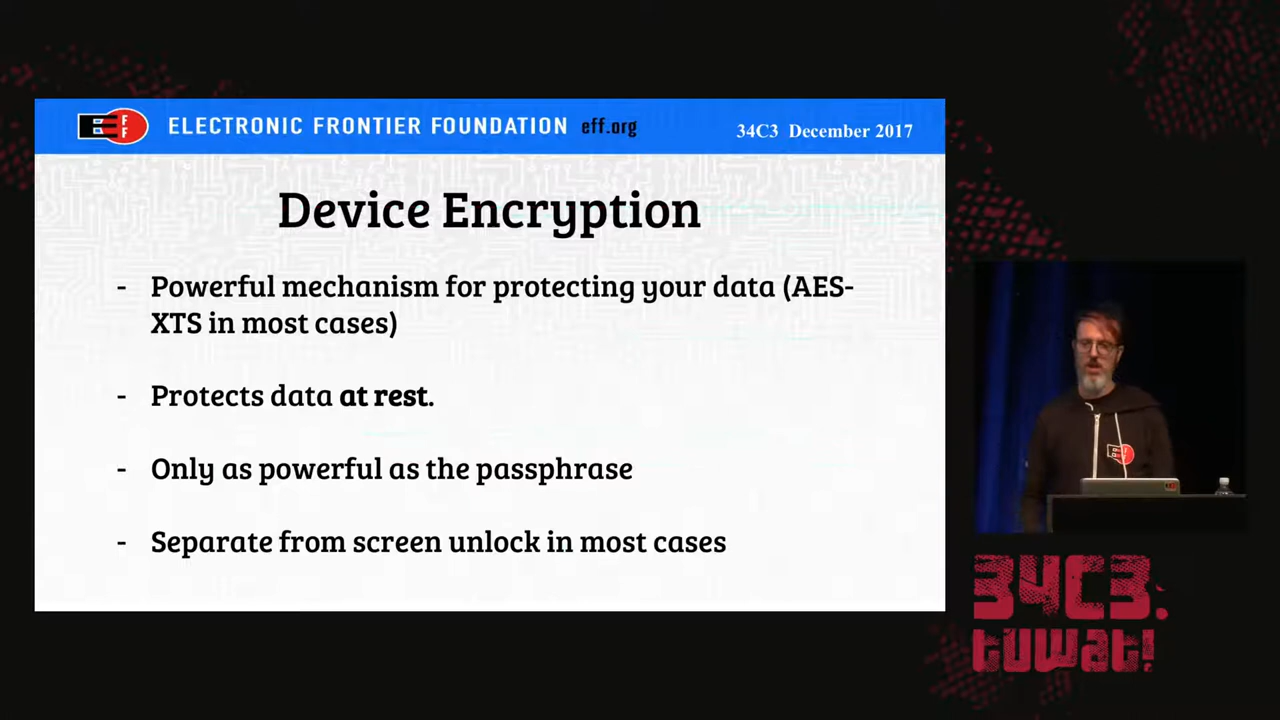 EFF ELECTRONIC FRONTIER FOUNDATION eff.org 34C3 December 2017
Device Encryption
- Powerful mechanism for protecting your data (AES-
XTS in most cases)
- Protects data at rest.
- Only as powerful as the passphrase
- Separate from screen unlock in most cases
34C3.
tuwat!